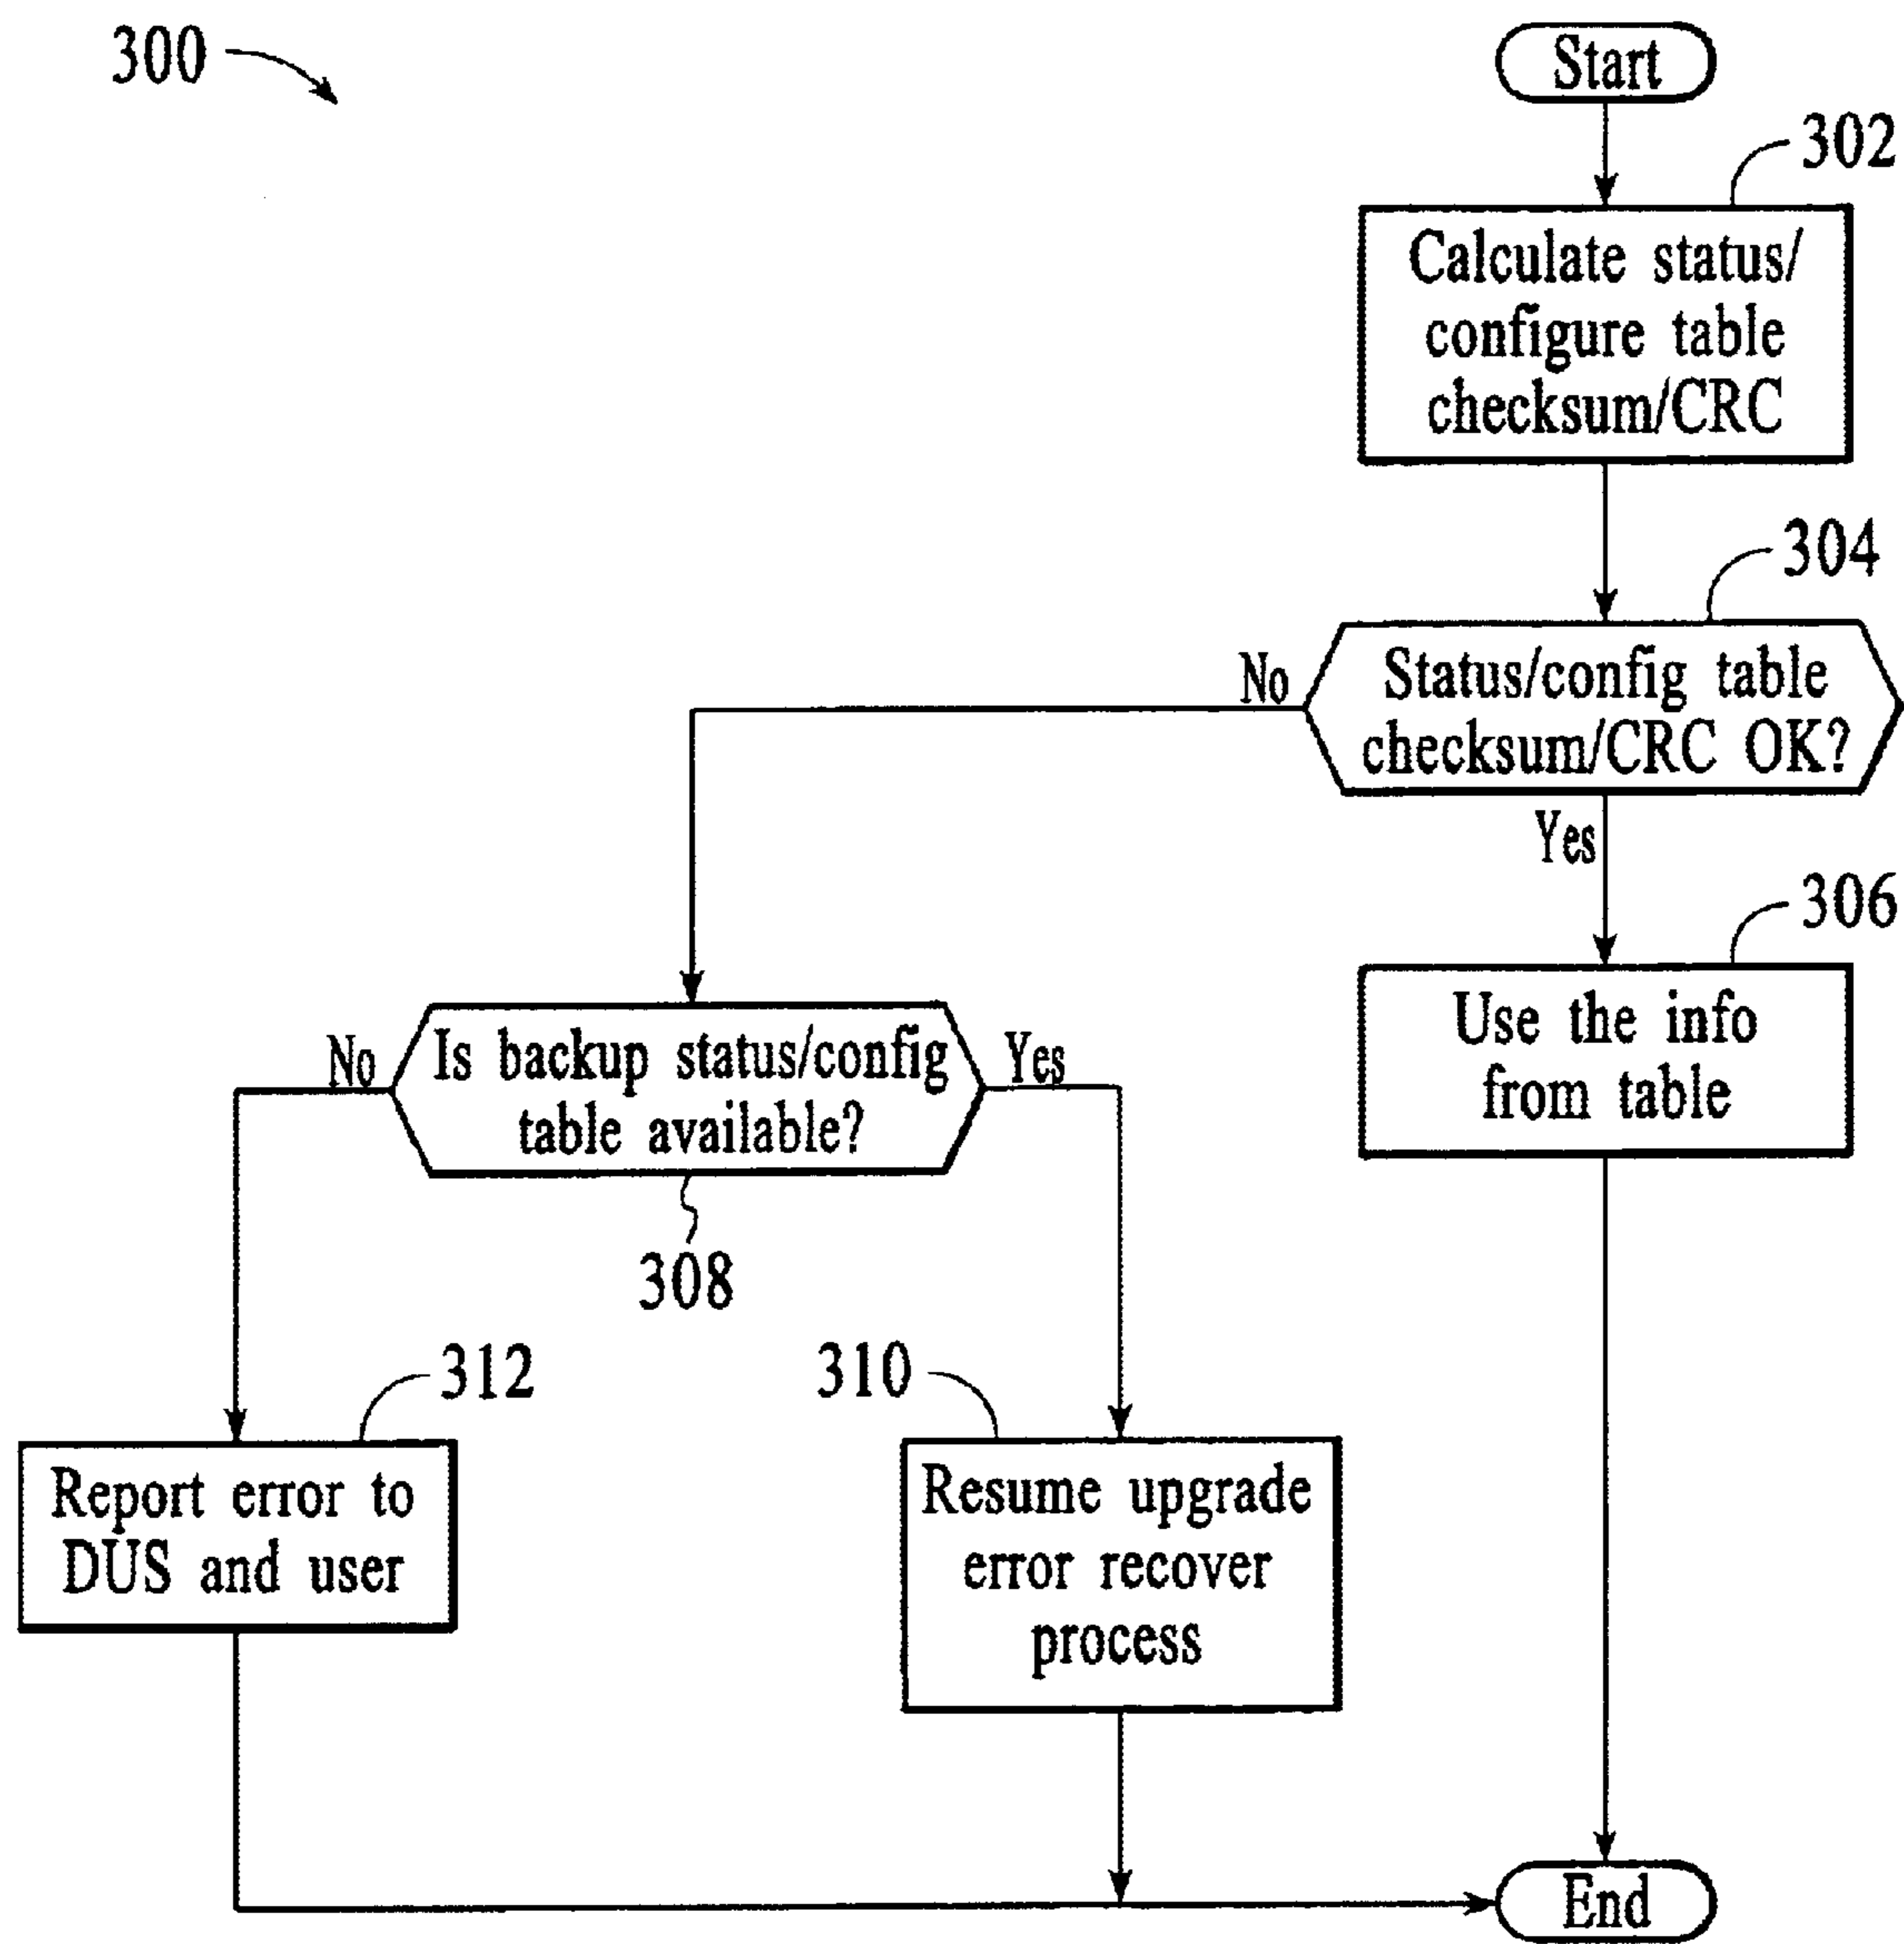 300
Start
302
Calculate status/
configure table
checksum/CRC
304
No
Status/config table
checksum/CRC OK?
Yes
306
Use the info
from table
No
Is backup status/config
table available?
Yes
308
312
Report error to
DUS and user
310
Resume upgrade
error recover
process
End